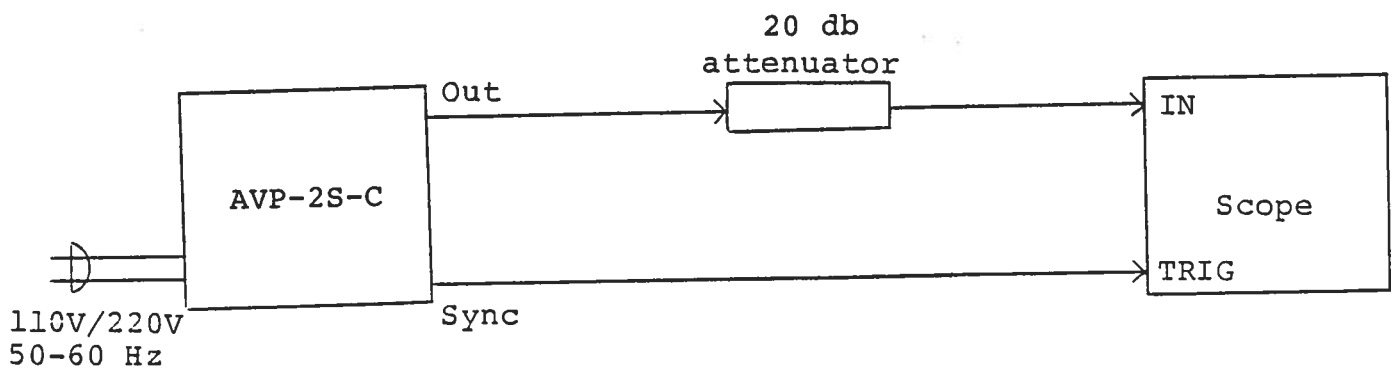 20 db
attenuator
Out
IN
AVP-2S-C
Scope
TRIG
Sync
110V/220V
50-60 Hz